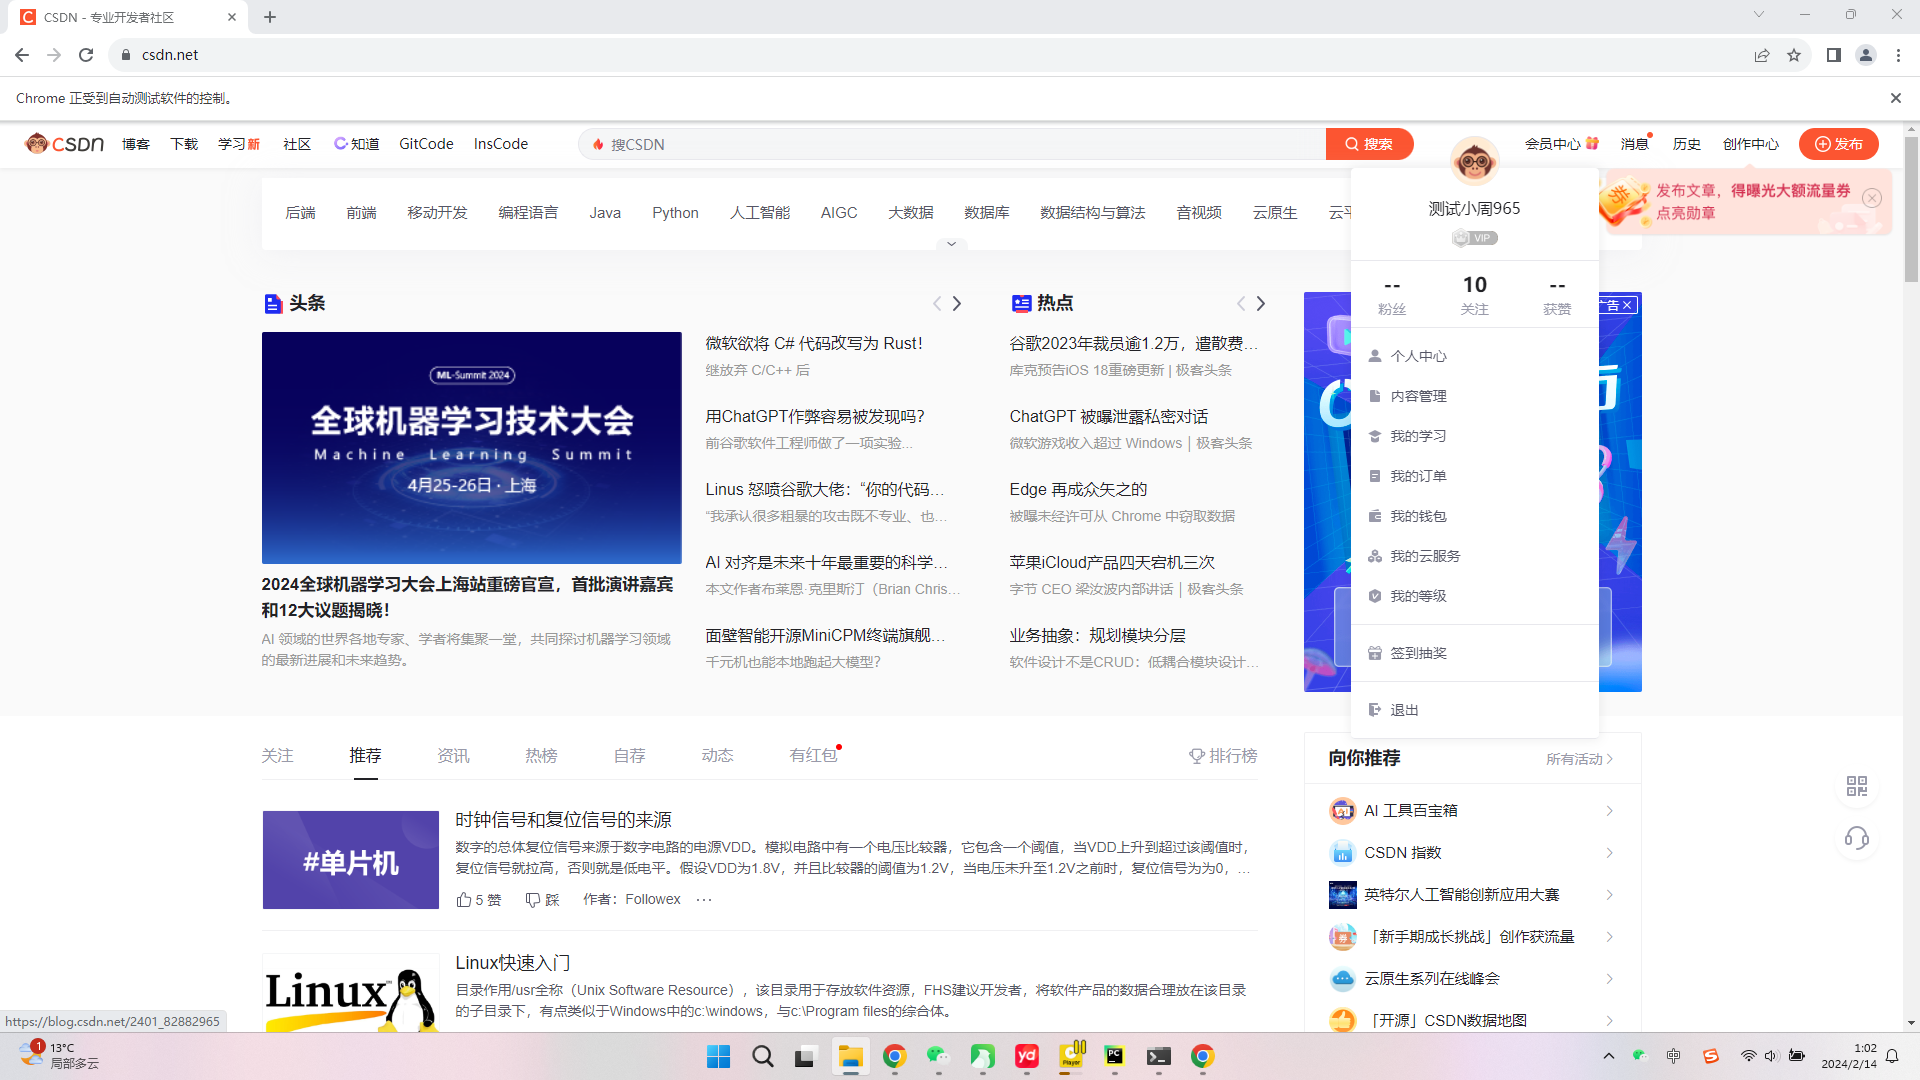 CSDN - 专业开发者社区
csdn.net
Chrome 正受到自动测试软件的控制。
CSDN 博客 下载 学习 新 社区 C知道 GitCode InsCode 搜CSDN 搜索 会员中心 消息 历史 创作中心 发布
后端 前端 移动开发 编程语言 Java Python 人工智能 AIGC 大数据 数据库 数据结构与算法 音视频 云原生
券 发布文章，得曝光大额流量券
点亮勋章
测试小周965
VIP
-- 10 --
粉丝 关注 获赞
个人中心
内容管理
我的学习
我的订单
我的钱包
我的云服务
我的等级
签到抽奖
退出
头条
ML-Summit 2024
全球机器学习技术大会
Machine Learning Summit
4月25-26日 · 上海
2024全球机器学习大会上海站重磅官宣，首批演讲嘉宾
和12大议题揭晓！
AI 领域的世界各地专家、学者将集聚一堂，共同探讨机器学习领域
的最新进展和未来趋势。
微软欲将 C# 代码改写为 Rust！
继放弃 C/C++ 后
用ChatGPT作弊容易被发现吗？
前谷歌软件工程师做了一项实验...
Linus 怒喷谷歌大佬：“你的代码…
“我承认很多粗暴的攻击既不专业、也…
AI 对齐是未来十年最重要的科学…
本文作者布莱恩·克里斯汀（Brian Chris…
面壁智能开源MiniCPM终端旗舰…
千元机也能本地跑起大模型？
热点
谷歌2023年裁员逾1.2万，遣散费…
库克预告iOS 18重磅更新 | 极客头条
ChatGPT 被曝泄露私密对话
微软游戏收入超过 Windows｜极客头条
Edge 再成众矢之的
被曝未经许可从 Chrome 中窃取数据
苹果iCloud产品四天宕机三次
字节 CEO 梁汝波内部讲话｜极客头条
业务抽象：规划模块分层
软件设计不是CRUD：低耦合模块设计…
广告
关注 推荐 资讯 热榜 自荐 动态 有红包 排行榜
#单片机
时钟信号和复位信号的来源
数字的总体复位信号来源于数字电路的电源VDD。模拟电路中有一个电压比较器，它包含一个阈值，当VDD上升到超过该阈值时，
复位信号就拉高，否则就是低电平。假设VDD为1.8V，并且比较器的阈值为1.2V，当电压未升至1.2V之前时，复位信号为为0，…
5 赞 踩 作者：Followex ···
Linux
Linux快速入门
目录作用/usr全称（Unix Software Resource），该目录用于存放软件资源，FHS建议开发者，将软件产品的数据合理放在该目录
的子目录下，有点类似于Windows中的c:\windows，与c:\Program files的综合体。
向你推荐 所有活动
AI 工具百宝箱
CSDN 指数
英特尔人工智能创新应用大赛
「新手期成长挑战」创作获流量
云原生系列在线峰会
「开源」CSDN数据地图
https://blog.csdn.net/2401_82882965
1
13°C
局部多云
yd
Player
PC
中
1:02
2024/2/14